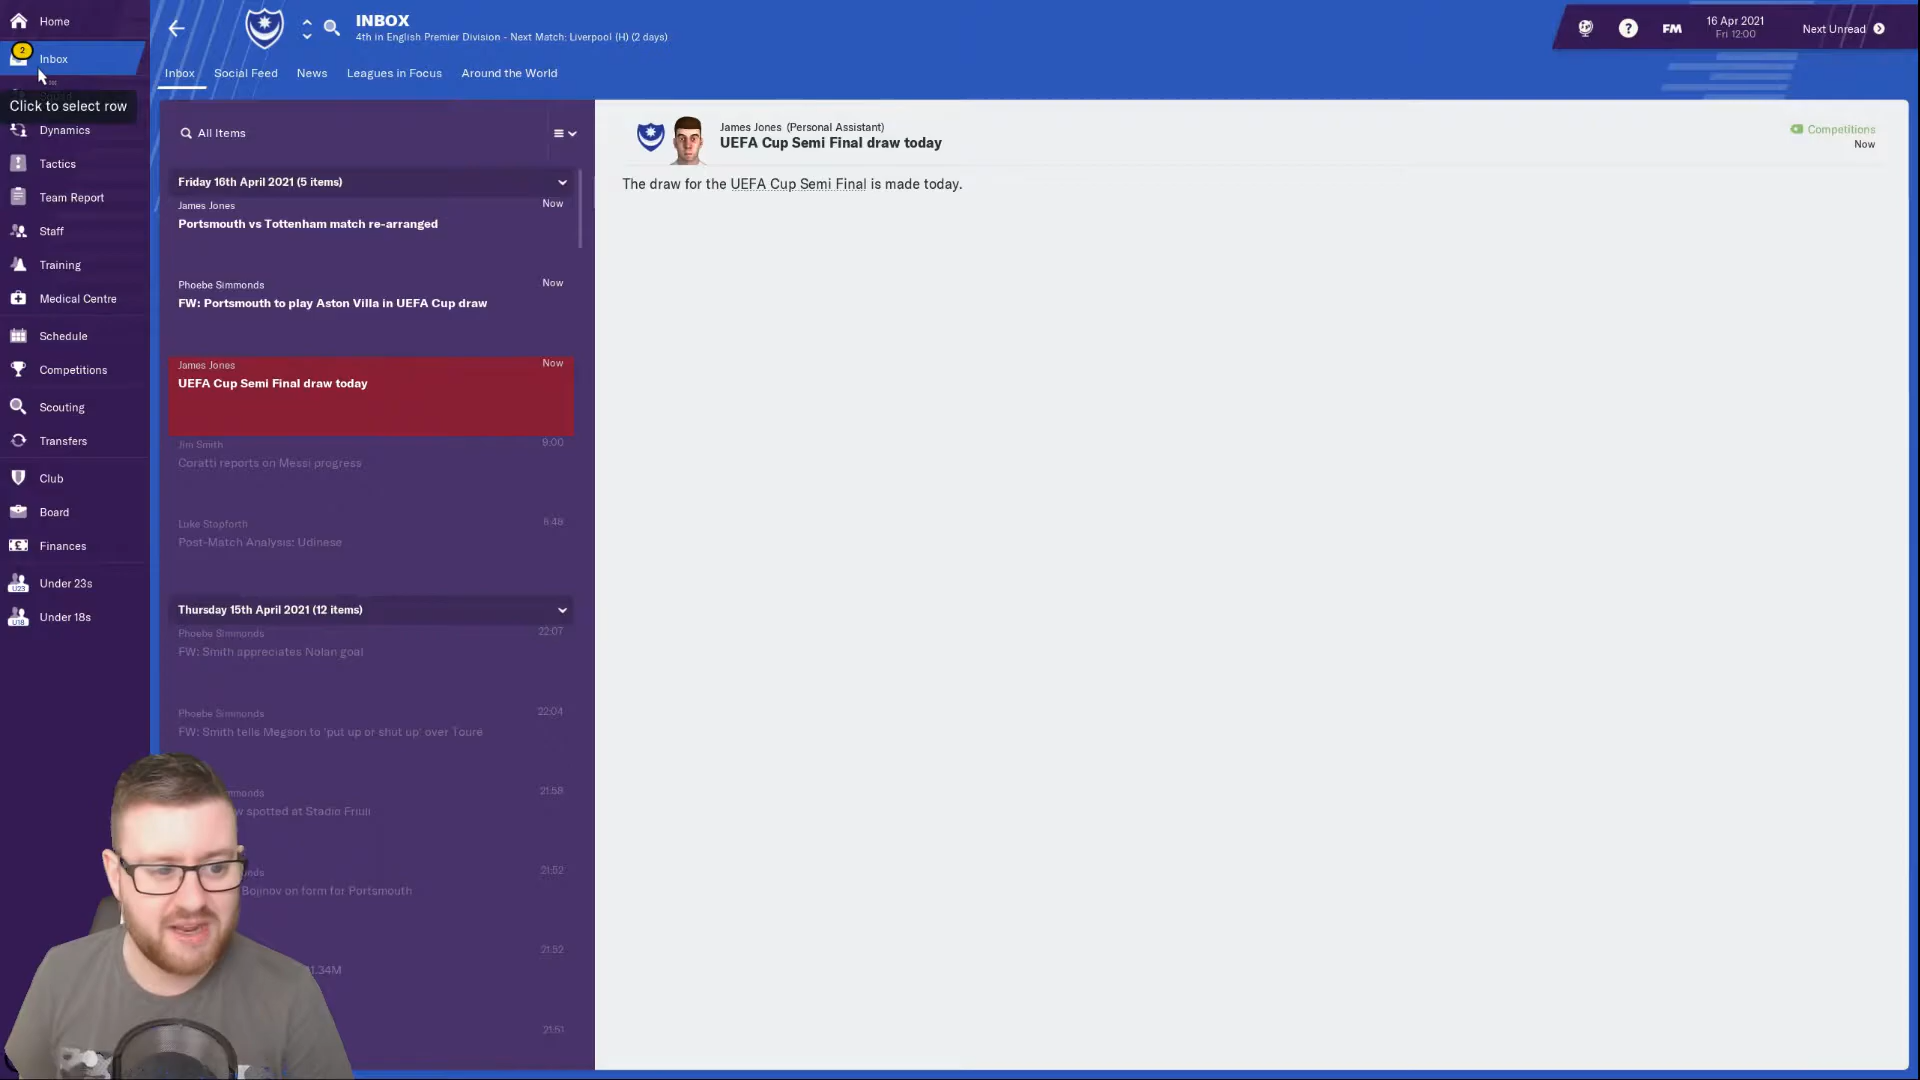 Home
2
Inbox
Click to select row
Dynamics
Tactics
Team Report
Staff
Training
Medical Centre
Schedule
Competitions
Scouting
Transfers
Club
Board
Finances
U23
Under 23s
U18
Under 18s
INBOX
4th in English Premier Division - Next Match: Liverpool (H) (2 days)
?
FM
16 Apr 2021
Fri 12:00
Next Unread
Inbox
Social Feed
News
Leagues in Focus
Around the World
All Items
Friday 16th April 2021 (5 items)
James Jones
Now
Portsmouth vs Tottenham match re-arranged
Phoebe Simmonds
Now
FW: Portsmouth to play Aston Villa in UEFA Cup draw
James Jones
Now
UEFA Cup Semi Final draw today
Jim Smith
9:00
Coratti reports on Messi progress
Luke Stopforth
8:48
Post-Match Analysis: Udinese
Thursday 15th April 2021 (12 items)
Phoebe Simmonds
22:07
FW: Smith appreciates Nolan goal
Phoebe Simmonds
22:04
FW: Smith tells Megson to 'put up or shut up' over Touré
mmonds
21:58
w spotted at Stadio Friuli
onds
21:52
Bojinov on form for Portsmouth
21:52
1.34M
21:51
James Jones (Personal Assistant)
UEFA Cup Semi Final draw today
Competitions
Now
The draw for the UEFA Cup Semi Final is made today.